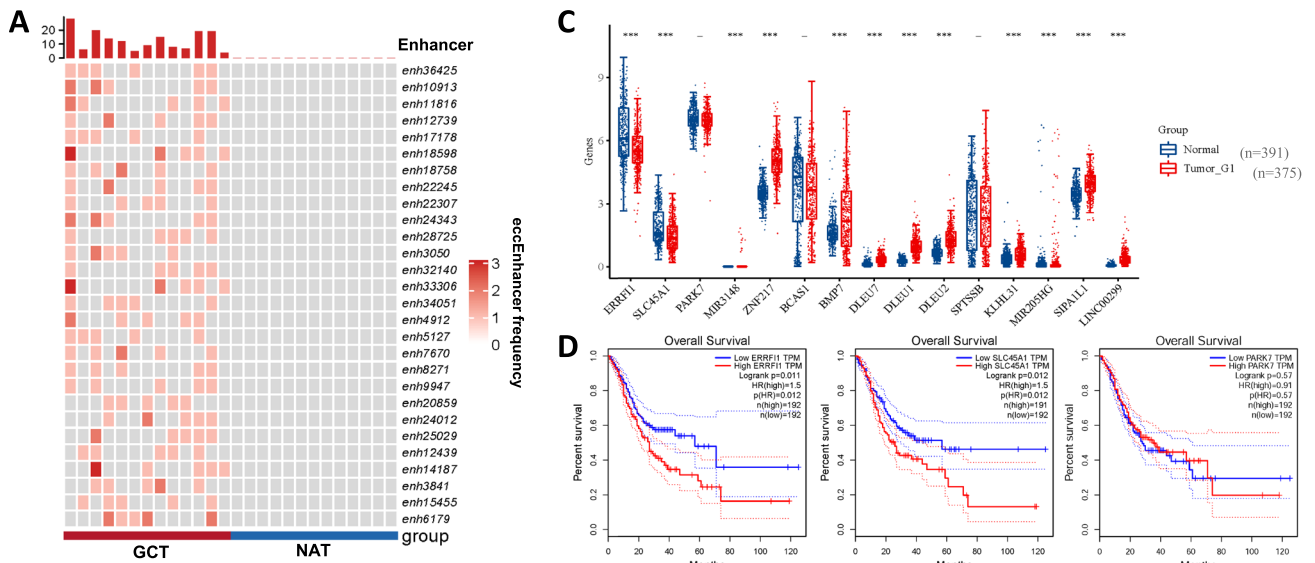 A
20
10
0
Enhancer
enh36425
enh10913
enh11816
enh12739
enh17178
enh18598
enh18758
enh22245
enh22307
enh24343
enh28725
enh3050
enh32140
enh33306
enh34051
enh4912
enh5127
enh7670
enh8271
enh9947
enh20859
enh24012
enh25029
enh12439
enh14187
enh3841
enh15455
enh6179
group
GCT
NAT
3
2
1
0
eccEnhancer frequency
C
*** *** – *** *** – *** *** *** *** – *** *** *** ***
9
6
3
0
Genes
ERRFI1
SLC45A1
PARK7
MIR3148
ZNF217
BCAS1
BMP7
DLEU7
DLEU1
DLEU2
SPTSSB
KLHL31
MIR205HG
SIPA1L1
LINC00299
Group
Normal (n=391)
Tumor_G1 (n=375)
D
Overall Survival
Low ERRFI1 TPM
High ERRFI1 TPM
Logrank p=0.011
HR(high)=1.5
p(HR)=0.012
n(high)=192
n(low)=192
Percent survival
1.0
0.8
0.6
0.4
0.2
0.0
0 20 40 60 80 100 120
Overall Survival
Low SLC45A1 TPM
High SLC45A1 TPM
Logrank p=0.012
HR(high)=1.5
p(HR)=0.012
n(high)=191
n(low)=192
Percent survival
1.0
0.8
0.6
0.4
0.2
0.0
0 20 40 60 80 100 120
Overall Survival
Low PARK7 TPM
High PARK7 TPM
Logrank p=0.57
HR(high)=0.91
p(HR)=0.57
n(high)=192
n(low)=192
Percent survival
1.0
0.8
0.6
0.4
0.2
0.0
0 20 40 60 80 100 120